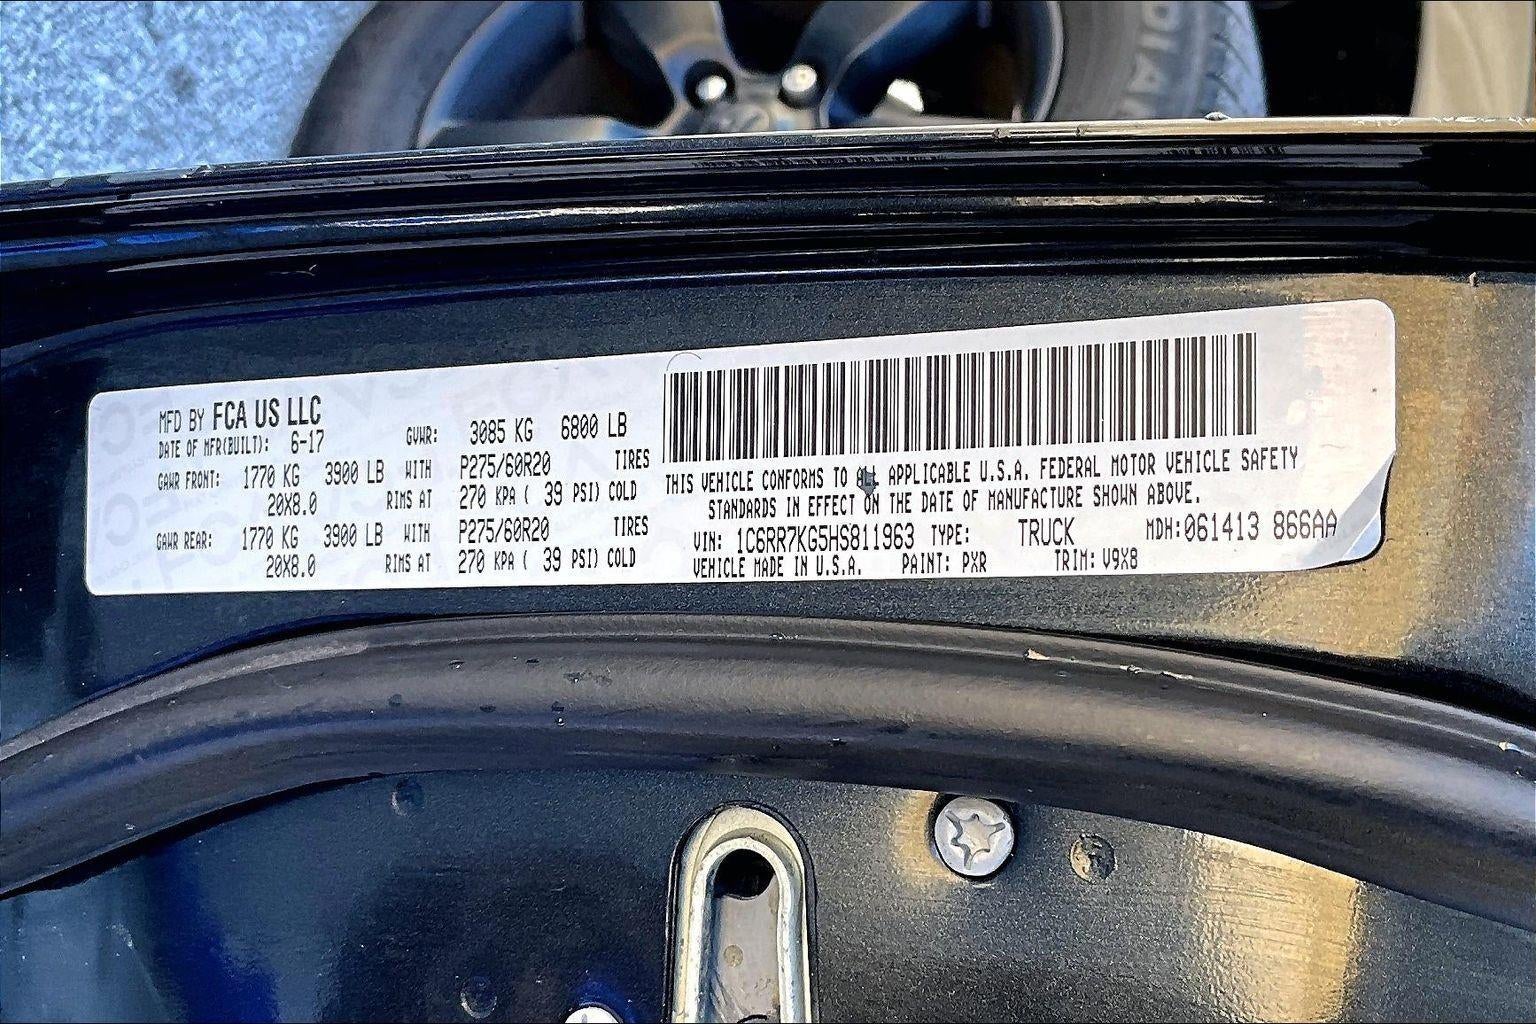 MFD BY FCA US LLC
DATE OF MFR(BUILT): 6-17 GVWR: 3085 KG 6800 LB
GAWR FRONT: 1770 KG 3900 LB WITH P275/60R20 TIRES
20X8.0 RIMS AT 270 KPA ( 39 PSI) COLD
GAWR REAR: 1770 KG 3900 LB WITH P275/60R20 TIRES
20X8.0 RIMS AT 270 KPA ( 39 PSI) COLD
THIS VEHICLE CONFORMS TO ALL APPLICABLE U.S.A. FEDERAL MOTOR VEHICLE SAFETY
STANDARDS IN EFFECT ON THE DATE OF MANUFACTURE SHOWN ABOVE.
VIN: 1C6RR7KG5HS811963 TYPE: TRUCK MDH:061413 866AA
VEHICLE MADE IN U.S.A. PAINT: PXR TRIM: V9X8